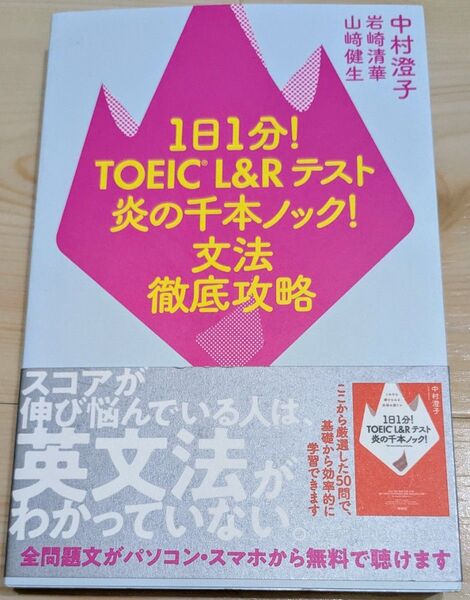 中村澄子
岩崎清華
山﨑健生
1日1分!
TOEIC® L&R テスト
炎の千本ノック!
文法
徹底攻略
スコアが
伸び悩んでいる人は、
英文法が
わかっていない。
ここから厳選した50問で、
基礎から効率的に
学習できます
中村澄子
1日1分!
TOEIC® L&R テスト
炎の千本ノック!
全問題文がパソコン・スマホから無料で聴けます